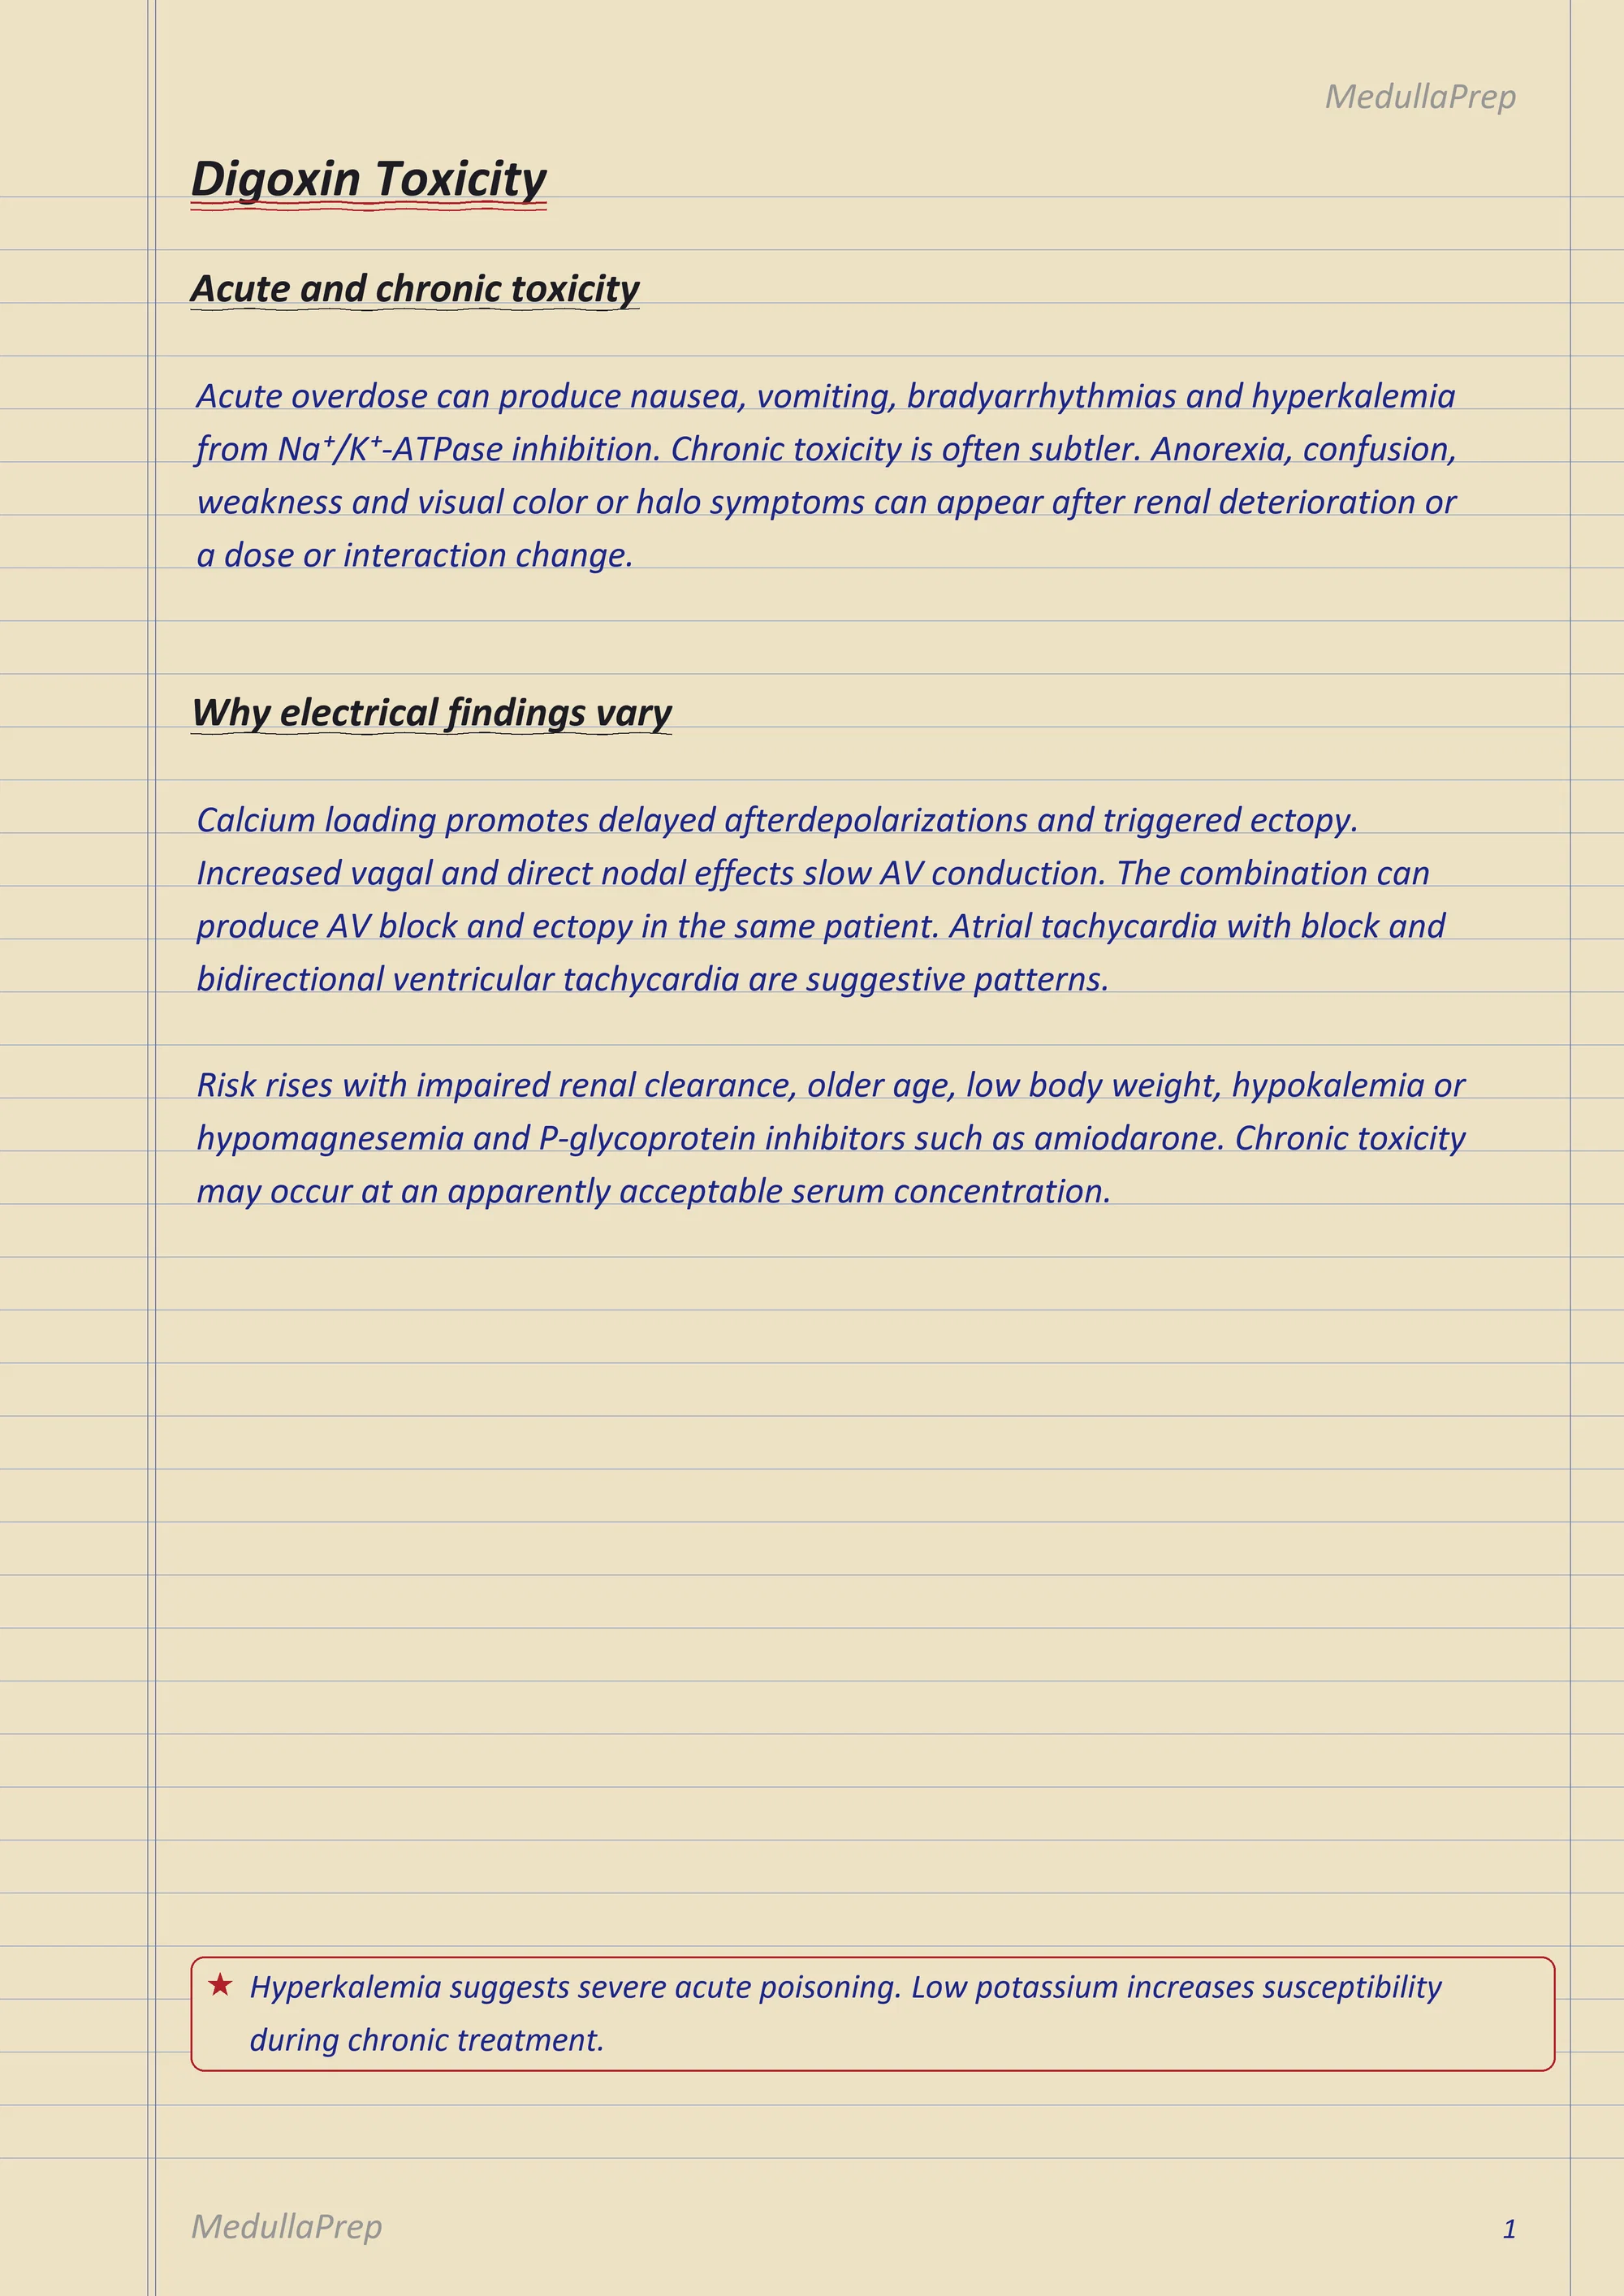 MedullaPrep
Digoxin Toxicity
Acute and chronic toxicity
Acute overdose can produce nausea, vomiting, bradyarrhythmias and hyperkalemia
from Na⁺/K⁺-ATPase inhibition. Chronic toxicity is often subtler. Anorexia, confusion,
weakness and visual color or halo symptoms can appear after renal deterioration or
a dose or interaction change.
Why electrical findings vary
Calcium loading promotes delayed afterdepolarizations and triggered ectopy.
Increased vagal and direct nodal effects slow AV conduction. The combination can
produce AV block and ectopy in the same patient. Atrial tachycardia with block and
bidirectional ventricular tachycardia are suggestive patterns.
Risk rises with impaired renal clearance, older age, low body weight, hypokalemia or
hypomagnesemia and P-glycoprotein inhibitors such as amiodarone. Chronic toxicity
may occur at an apparently acceptable serum concentration.
★ Hyperkalemia suggests severe acute poisoning. Low potassium increases susceptibility
during chronic treatment.
MedullaPrep
1